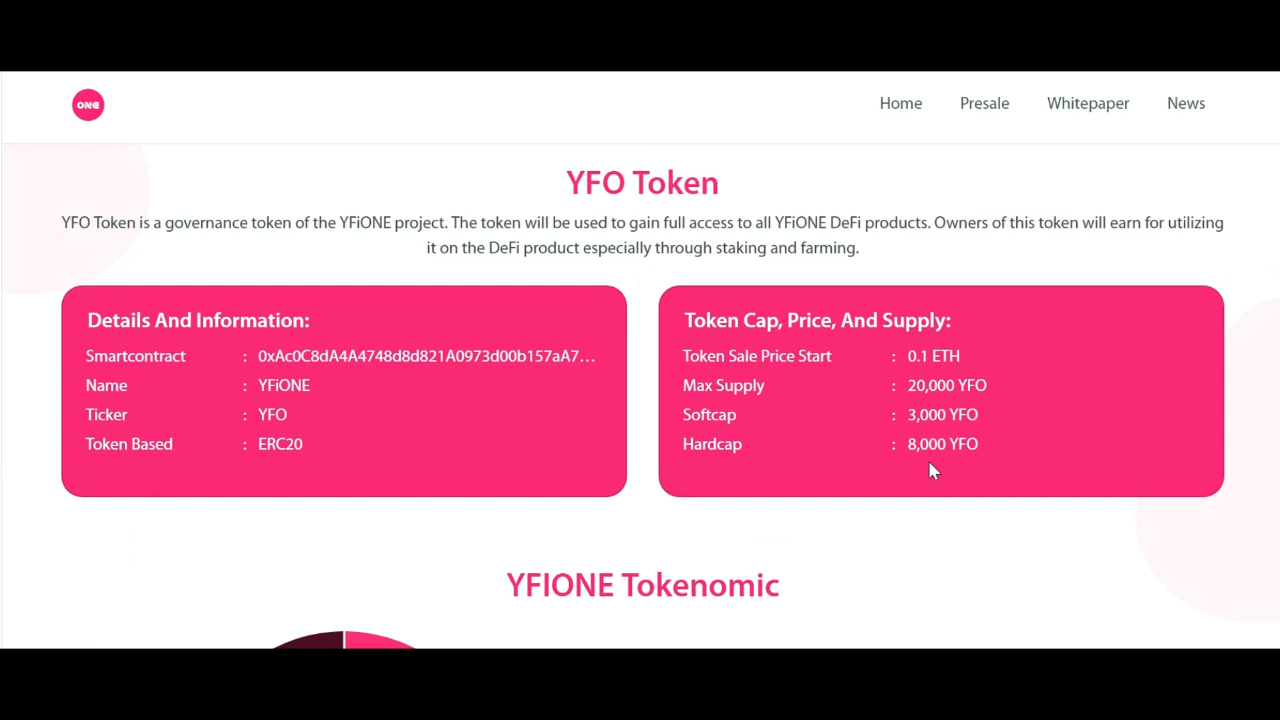 ONE
Home Presale Whitepaper News
YFO Token
YFO Token is a governance token of the YFiONE project. The token will be used to gain full access to all YFiONE DeFi products. Owners of this token will earn for utilizing
it on the DeFi product especially through staking and farming.
Details And Information:
Smartcontract : 0xAc0C8dA4A4748d8d821A0973d00b157aA7...
Name : YFiONE
Ticker : YFO
Token Based : ERC20
Token Cap, Price, And Supply:
Token Sale Price Start : 0.1 ETH
Max Supply : 20,000 YFO
Softcap : 3,000 YFO
Hardcap : 8,000 YFO
YFIONE Tokenomic